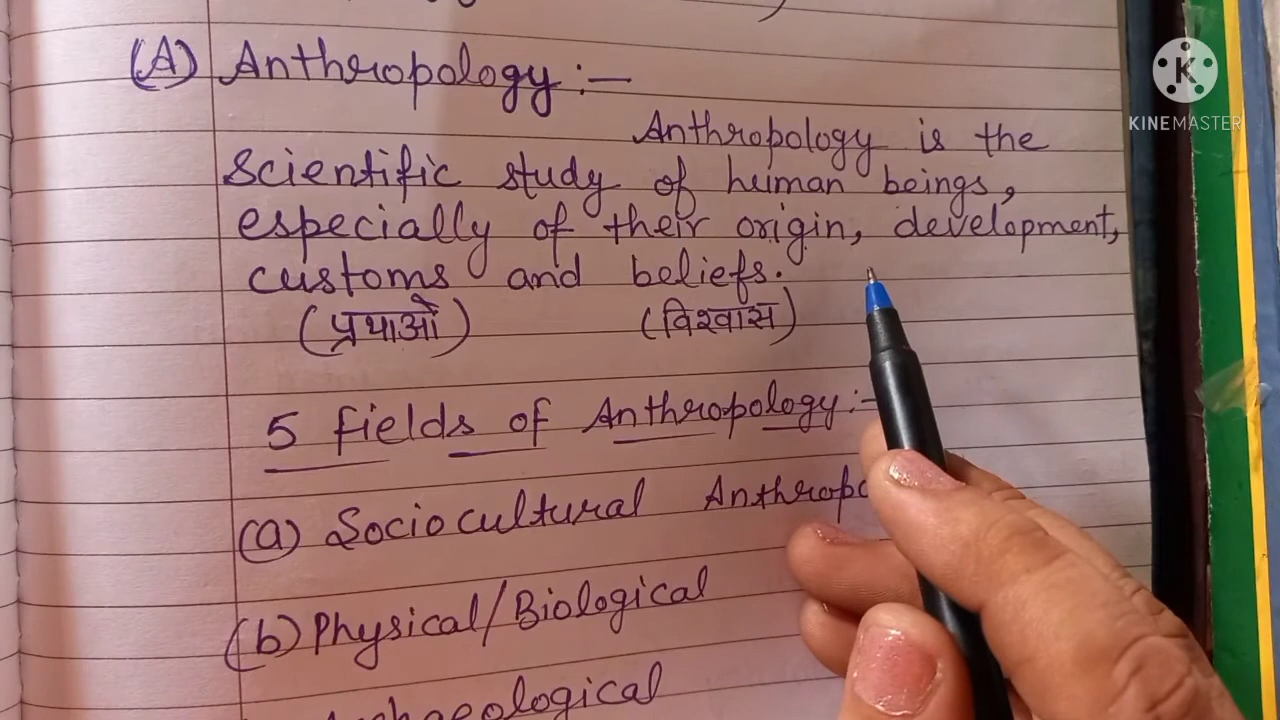 (A) Anthropology :-
Anthropology is the
Scientific study of human beings,
especially of their origin, development,
customs and beliefs.
(प्रथाओं) (विश्वास)
5 fields of Anthropology :-
(a) Sociocultural Anthropo
(b) Physical/Biological
Archaeological
KINEMASTER